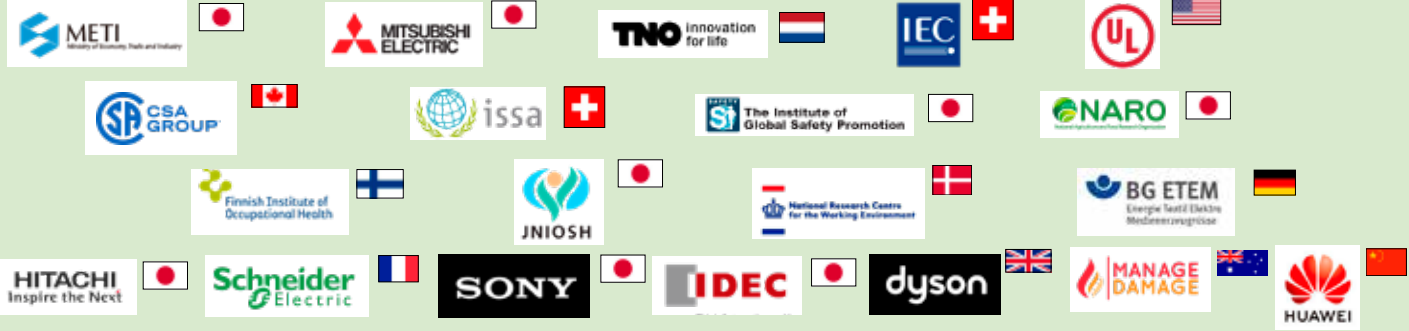 METI
Ministry of Economy, Trade and Industry
MITSUBISHI
ELECTRIC
TNO innovation
for life
IEC
UL
CSA
GROUP
issa
SAFETY
The Institute of
Global Safety Promotion
NARO
Finnish Institute of
Occupational Health
JNIOSH
National Research Centre
for the Working Environment
BG ETEM
Energie Textil Elektro
Medienerzeugnisse
HITACHI
Inspire the Next
Schneider
Electric
SONY
IDEC
dyson
MANAGE
DAMAGE
HUAWEI